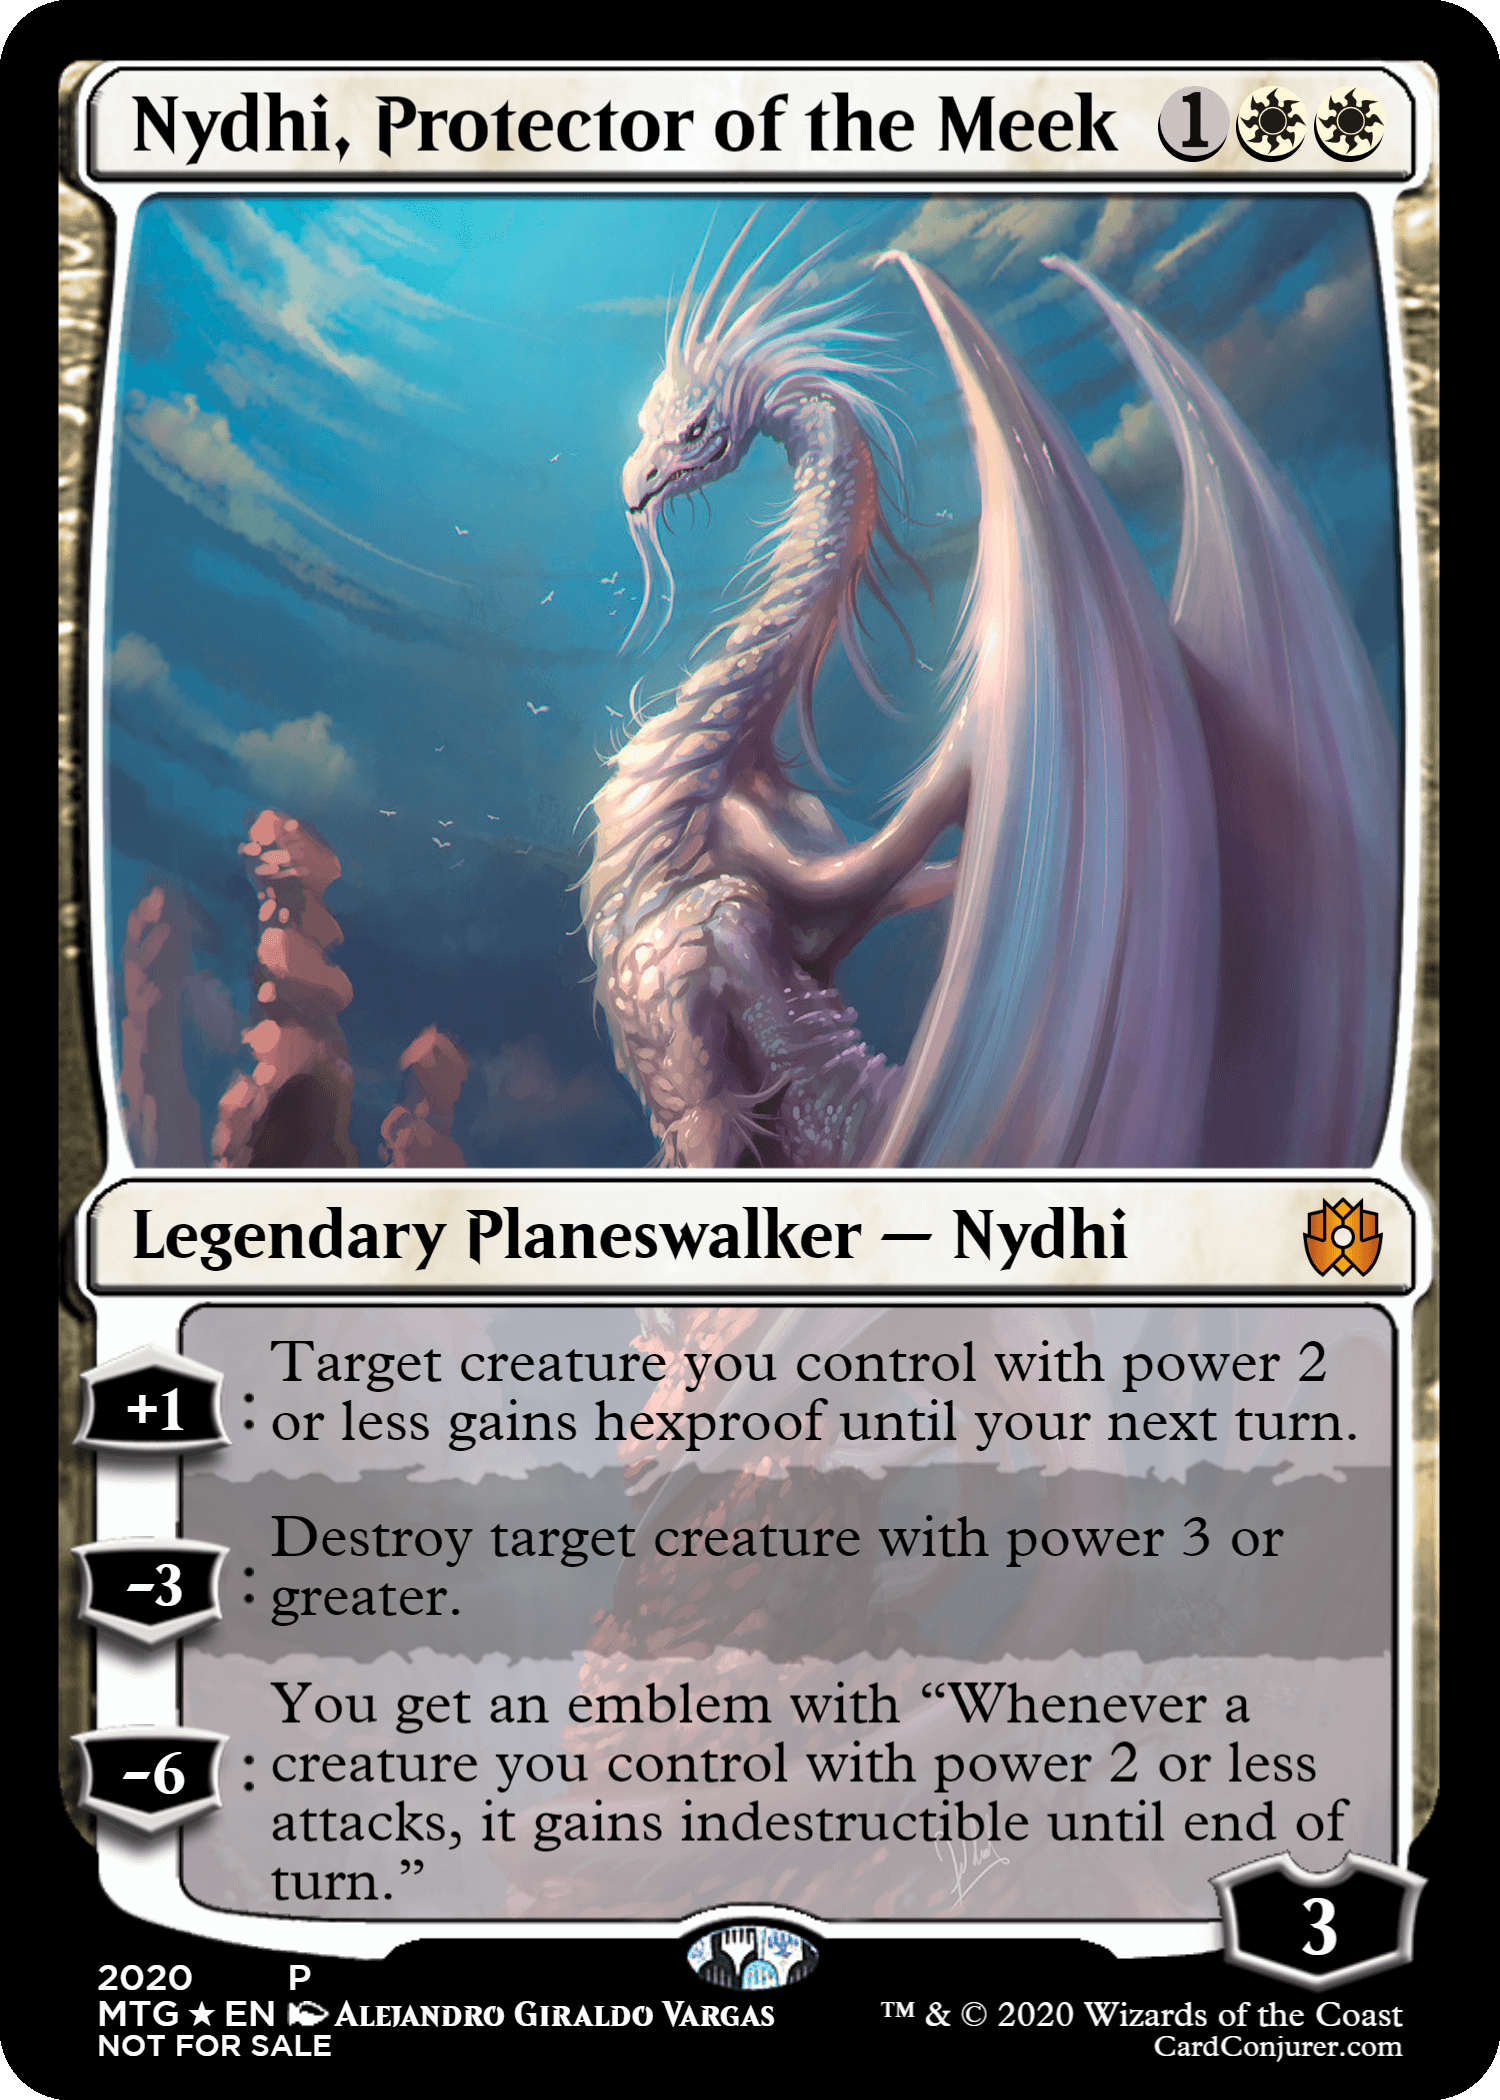 Nydhi, Protector of the Meek 1
Legendary Planeswalker — Nydhi
+1 : Target creature you control with power 2
or less gains hexproof until your next turn.
−3 : Destroy target creature with power 3 or
greater.
−6 : You get an emblem with “Whenever a
creature you control with power 2 or less
attacks, it gains indestructible until end of
turn.”
3
2020 P
MTG ★ EN Alejandro Giraldo Vargas
NOT FOR SALE
™ & © 2020 Wizards of the Coast
CardConjurer.com